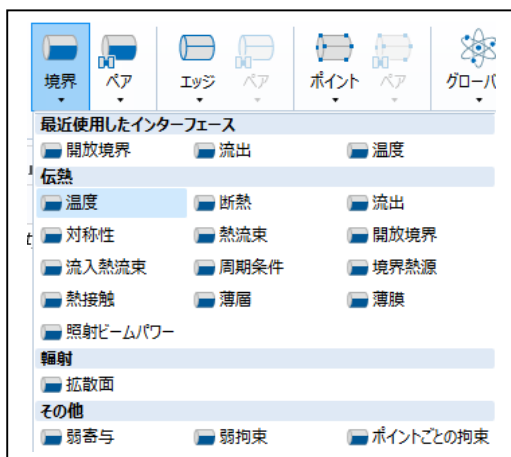 境界 ペア エッジ ペア ポイント ペア グローバ
最近使用したインターフェース
開放境界 流出 温度
伝熱
温度 断熱 流出
対称性 熱流束 開放境界
流入熱流束 周期条件 境界熱源
熱接触 薄層 薄膜
照射ビームパワー
輻射
拡散面
その他
弱寄与 弱拘束 ポイントごとの拘束